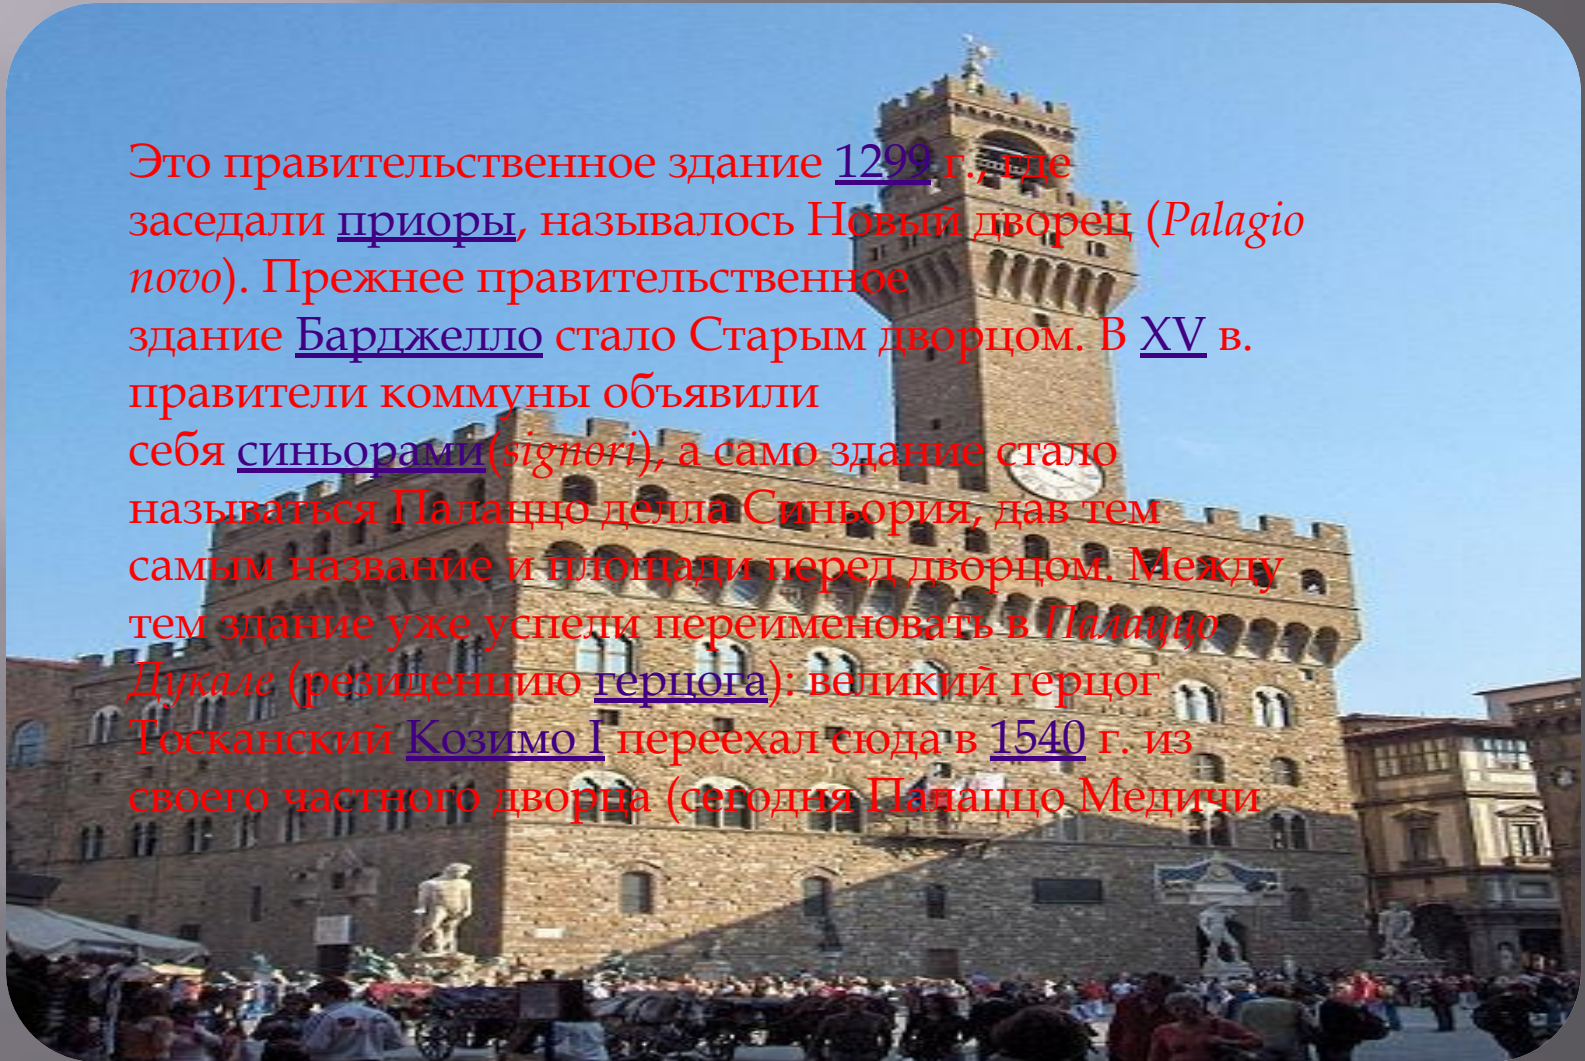 Это правительственное здание 1299 г., где
заседали приоры, называлось Новый дворец (Palagio
novo). Прежнее правительственное
здание Барджелло стало Старым дворцом. В XV в.
правители коммуны объявили
себя синьорами(signori), а само здание стало
называться Палаццо делла Синьория, дав тем
самым название и площади перед дворцом. Между
тем здание уже успели переименовать в Палаццо
Дукале (резиденцию герцога): великий герцог
Тосканский Козимо I переехал сюда в 1540 г. из
своего частного дворца (сегодня Палаццо Медичи